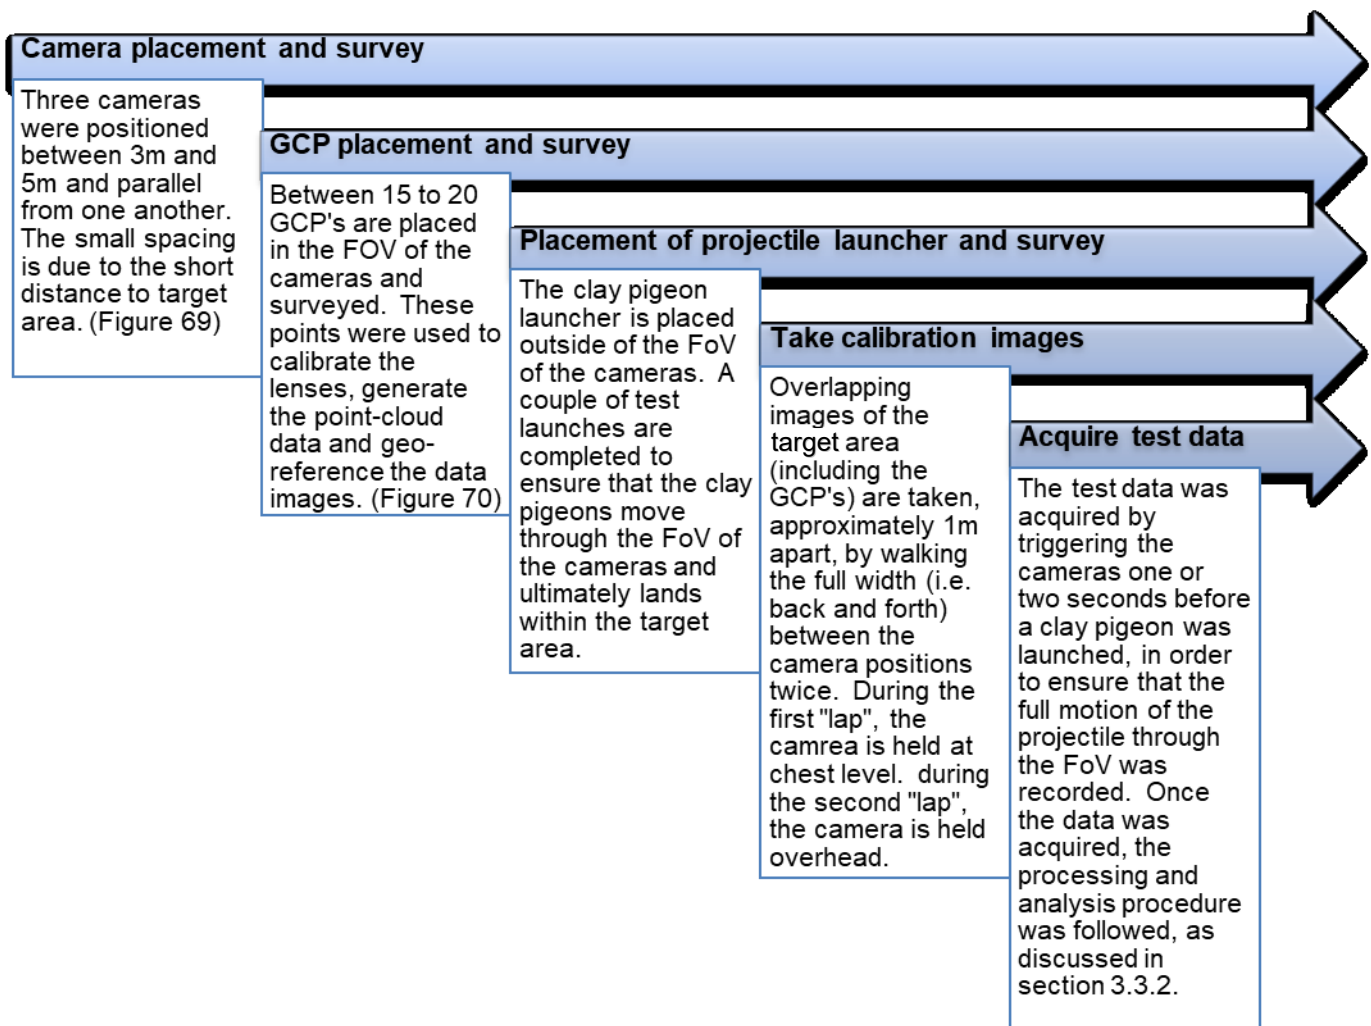 Camera placement and survey
Three cameras
were positioned
between 3m and
5m and parallel
from one another.
The small spacing
is due to the short
distance to target
area. (Figure 69)
GCP placement and survey
Between 15 to 20
GCP's are placed
in the FOV of the
cameras and
surveyed. These
points were used to
calibrate the
lenses, generate
the point-cloud
data and geo-
reference the data
images. (Figure 70)
Placement of projectile launcher and survey
The clay pigeon
launcher is placed
outside of the FoV
of the cameras. A
couple of test
launches are
completed to
ensure that the clay
pigeons move
through the FoV of
the cameras and
ultimately lands
within the target
area.
Take calibration images
Overlapping
images of the
target area
(including the
GCP's) are taken,
approximately 1m
apart, by walking
the full width (i.e.
back and forth)
between the
camera positions
twice. During the
first "lap", the
camrea is held at
chest level. during
the second "lap",
the camera is held
overhead.
Acquire test data
The test data was
acquired by
triggering the
cameras one or
two seconds before
a clay pigeon was
launched, in order
to ensure that the
full motion of the
projectile through
the FoV was
recorded. Once
the data was
acquired, the
processing and
analysis procedure
was followed, as
discussed in
section 3.3.2.